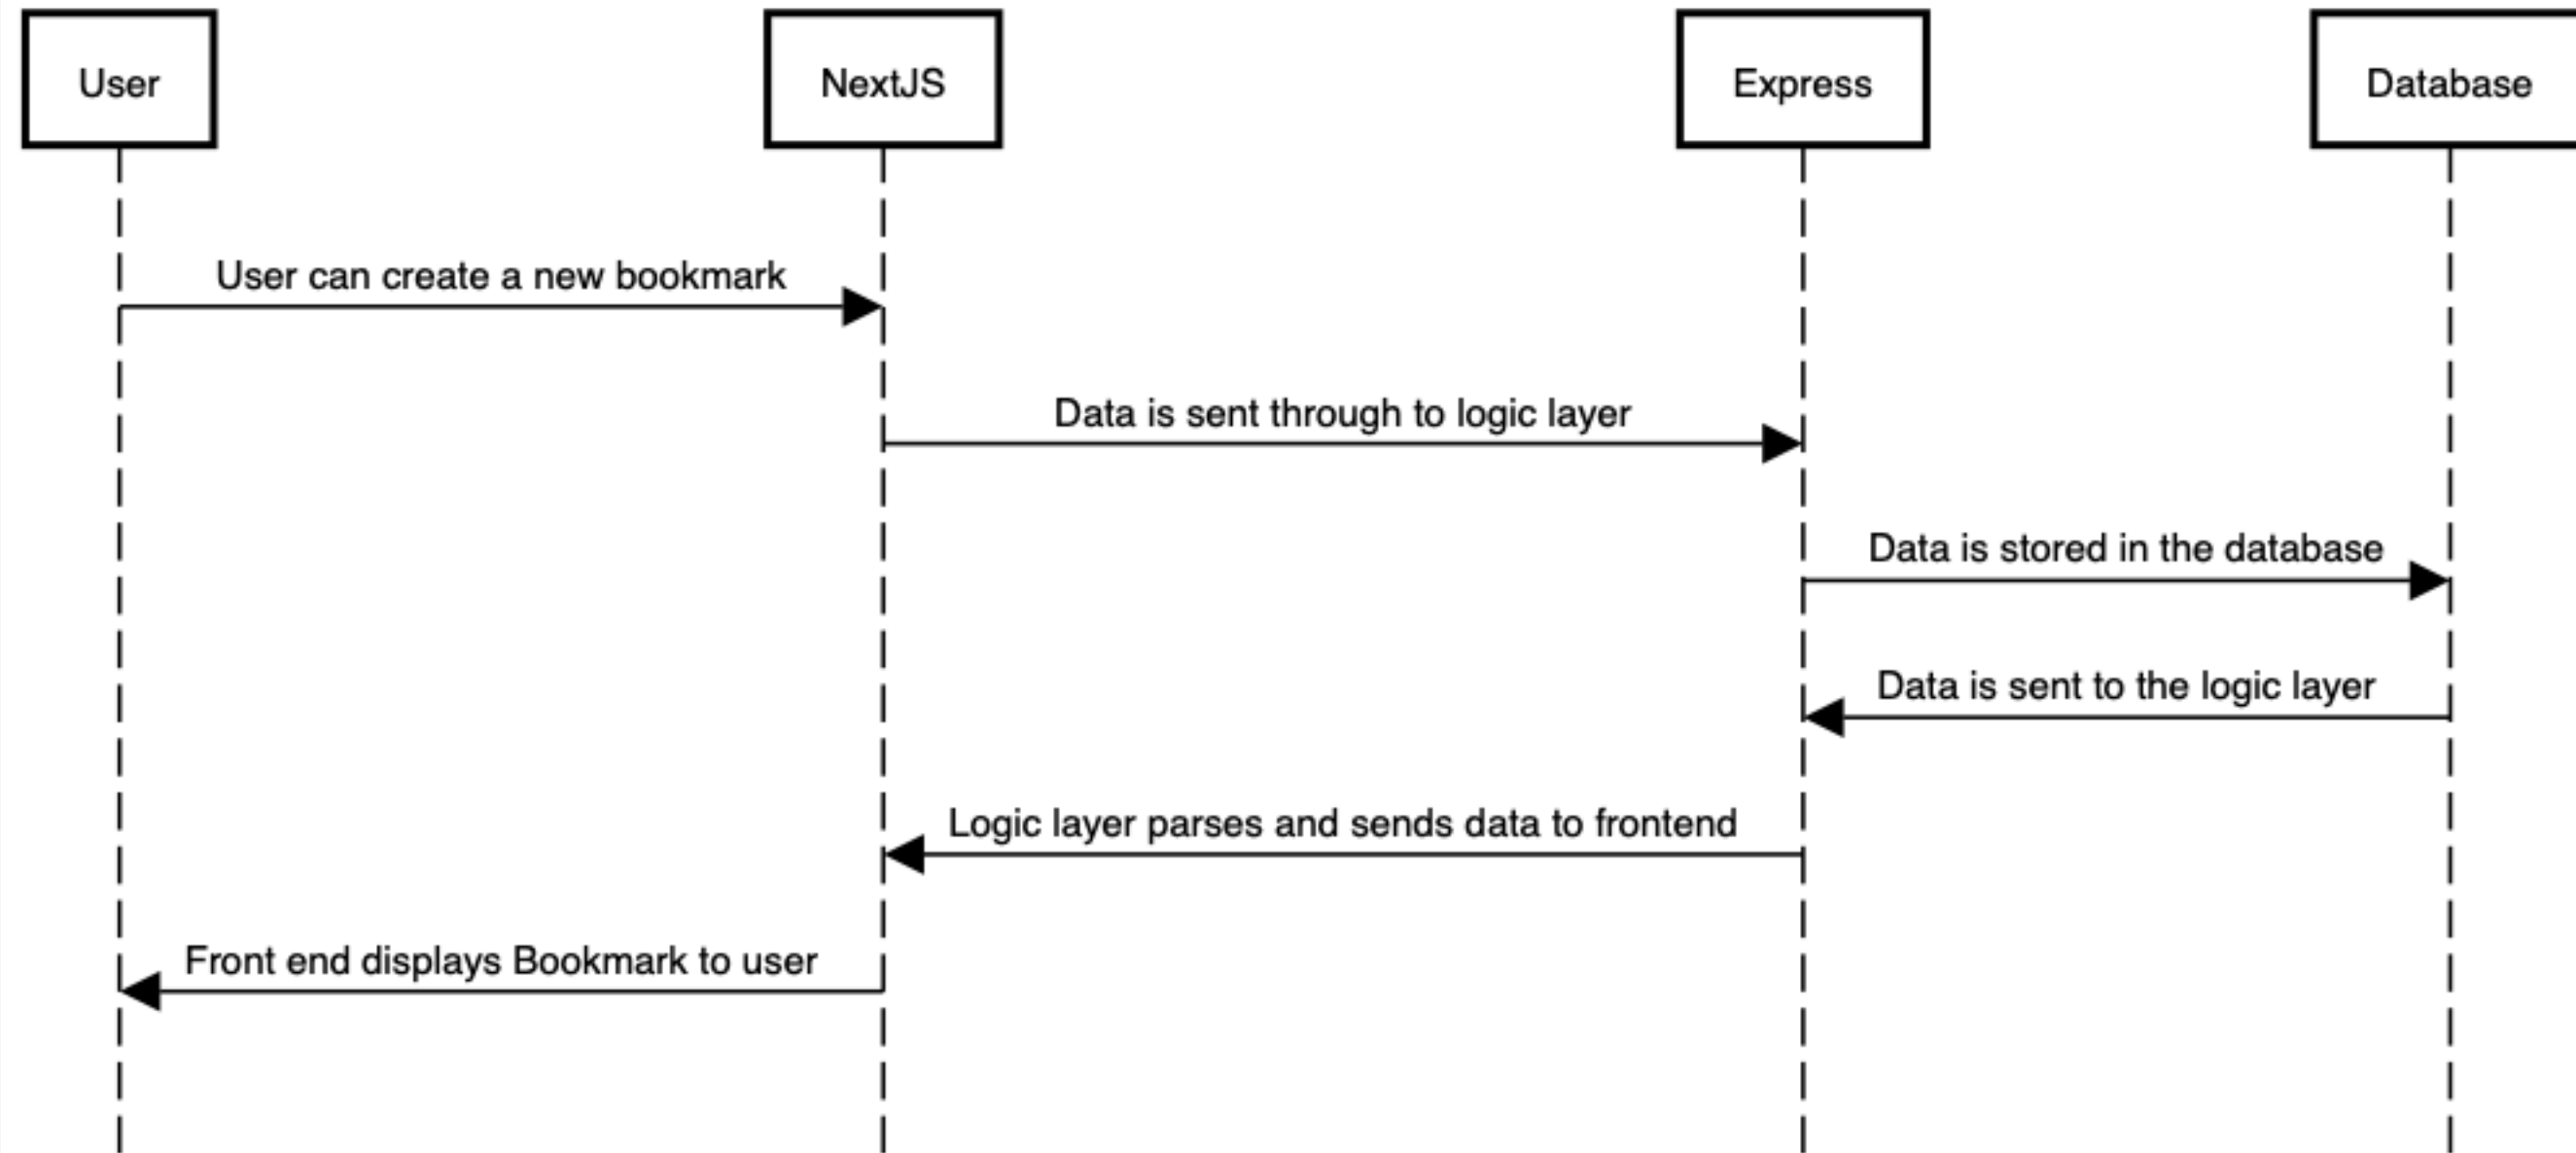 User
NextJS
Express
Database
User can create a new bookmark
Data is sent through to logic layer
Data is stored in the database
Data is sent to the logic layer
Logic layer parses and sends data to frontend
Front end displays Bookmark to user